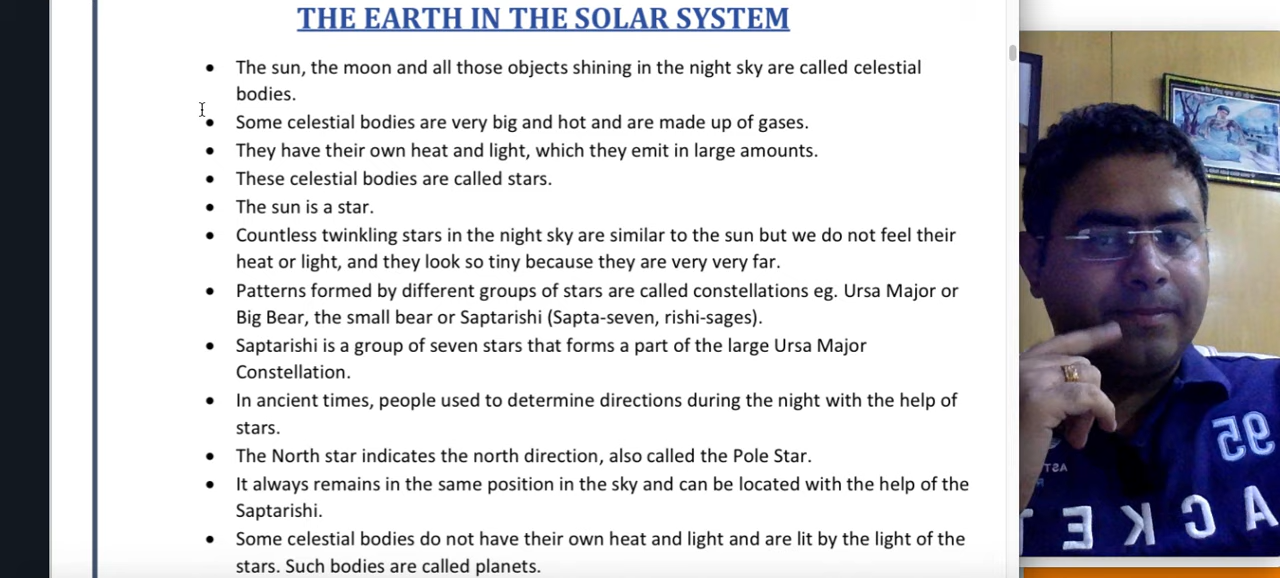 THE EARTH IN THE SOLAR SYSTEM
• The sun, the moon and all those objects shining in the night sky are called celestial
bodies.
• Some celestial bodies are very big and hot and are made up of gases.
• They have their own heat and light, which they emit in large amounts.
• These celestial bodies are called stars.
• The sun is a star.
• Countless twinkling stars in the night sky are similar to the sun but we do not feel their
heat or light, and they look so tiny because they are very very far.
• Patterns formed by different groups of stars are called constellations eg. Ursa Major or
Big Bear, the small bear or Saptarishi (Sapta-seven, rishi-sages).
• Saptarishi is a group of seven stars that forms a part of the large Ursa Major
Constellation.
• In ancient times, people used to determine directions during the night with the help of
stars.
• The North star indicates the north direction, also called the Pole Star.
• It always remains in the same position in the sky and can be located with the help of the
Saptarishi.
• Some celestial bodies do not have their own heat and light and are lit by the light of the
stars. Such bodies are called planets.
95